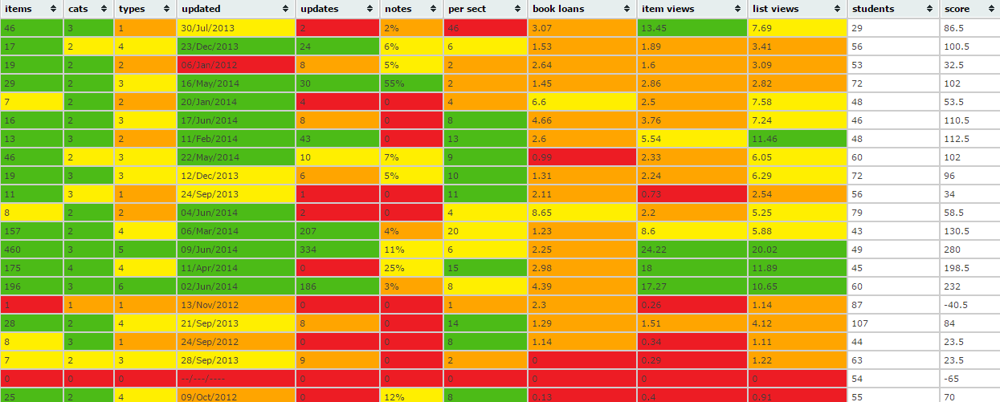 items cats types updated updates notes per sect book loans item views list views students score
46 3 1 30/Jul/2013 2 2% 46 3.07 13.45 7.69 29 86.5
17 2 4 23/Dec/2013 24 6% 6 1.53 1.89 3.41 56 100.5
19 2 2 06/Jan/2012 8 5% 2 2.64 1.6 3.09 53 32.5
29 2 3 16/May/2014 30 55% 2 1.45 2.86 2.82 72 102
7 2 2 20/Jan/2014 4 0 4 6.6 2.5 7.58 48 53.5
16 2 3 17/Jun/2014 8 0 8 4.66 3.76 7.24 46 110.5
13 3 2 11/Feb/2014 43 0 13 2.6 5.54 11.46 48 112.5
46 2 3 22/May/2014 10 7% 9 0.99 2.33 6.05 60 102
19 3 3 12/Dec/2013 6 5% 10 1.31 2.24 6.29 72 96
11 3 1 24/Sep/2013 1 0 11 2.11 0.73 2.54 56 34
8 2 2 04/Jun/2014 2 0 4 8.65 2.2 5.25 79 58.5
157 2 4 06/Mar/2014 207 4% 20 1.23 8.6 5.88 43 130.5
460 3 5 09/Jun/2014 334 11% 6 2.25 24.22 20.02 49 280
175 4 4 11/Apr/2014 0 25% 15 2.98 18 11.89 45 198.5
196 3 6 02/Jun/2014 186 3% 8 4.39 17.27 10.65 60 232
1 1 1 13/Nov/2012 0 0 1 2.3 0.26 1.14 87 -40.5
28 2 4 21/Sep/2013 8 0 14 1.29 1.51 4.12 107 84
8 3 1 24/Sep/2012 0 0 8 1.14 0.34 1.11 44 23.5
7 2 3 28/Sep/2013 9 0 2 0 0.29 1.22 63 23.5
0 0 0 --/---/---- 0 0 0 0 0 0 54 -65
25 2 4 09/Oct/2012 0 12% 8 0.13 0.4 0.91 55 70